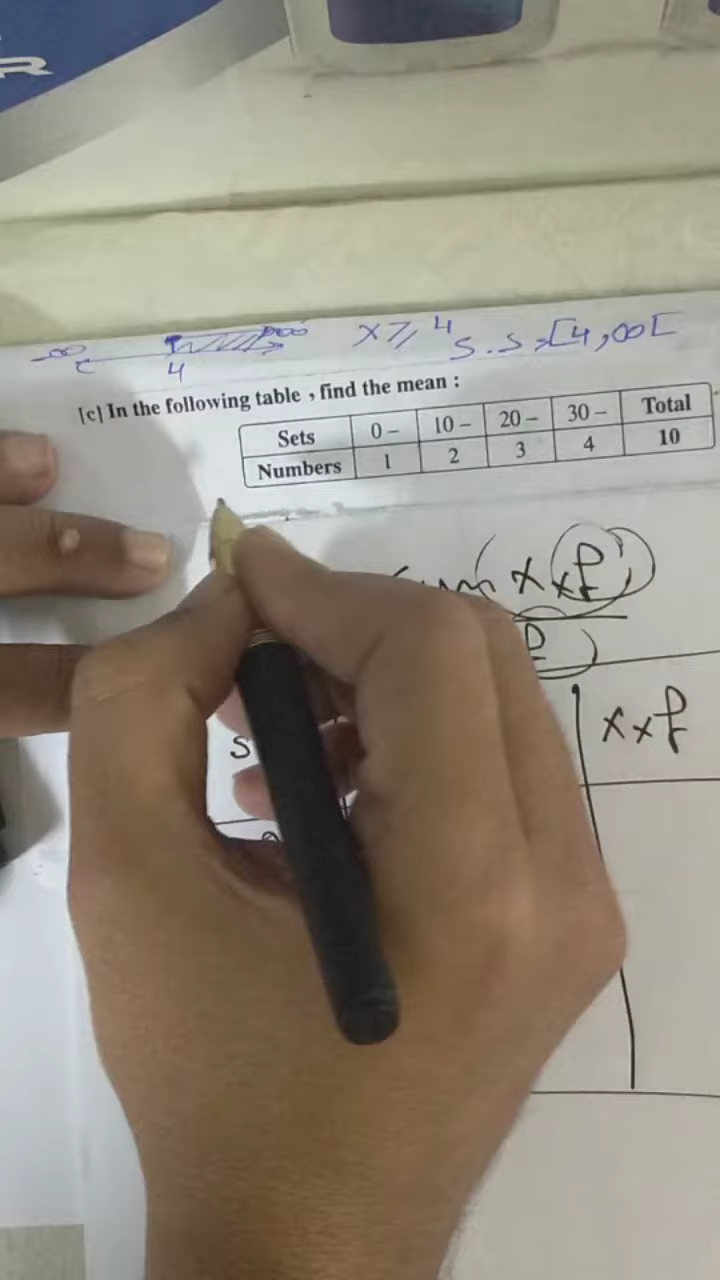 R
∞ x ⩾ 4 S.S=[4,∞[
4
[c] In the following table , find the mean :
Sets 0 – 10 – 20 – 30 – Total
Numbers 1 2 3 4 10
x×f
f
S x×f